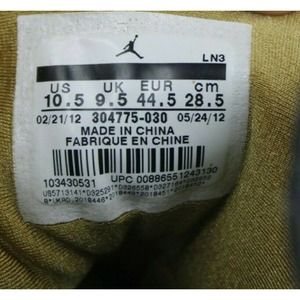 LN3
US UK EUR cm
10.5 9.5 44.5 28.5
02/21/12 304775-030 05/24/12
MADE IN CHINA
FABRIQUE EN CHINE
103430531 UPC 00886551243130